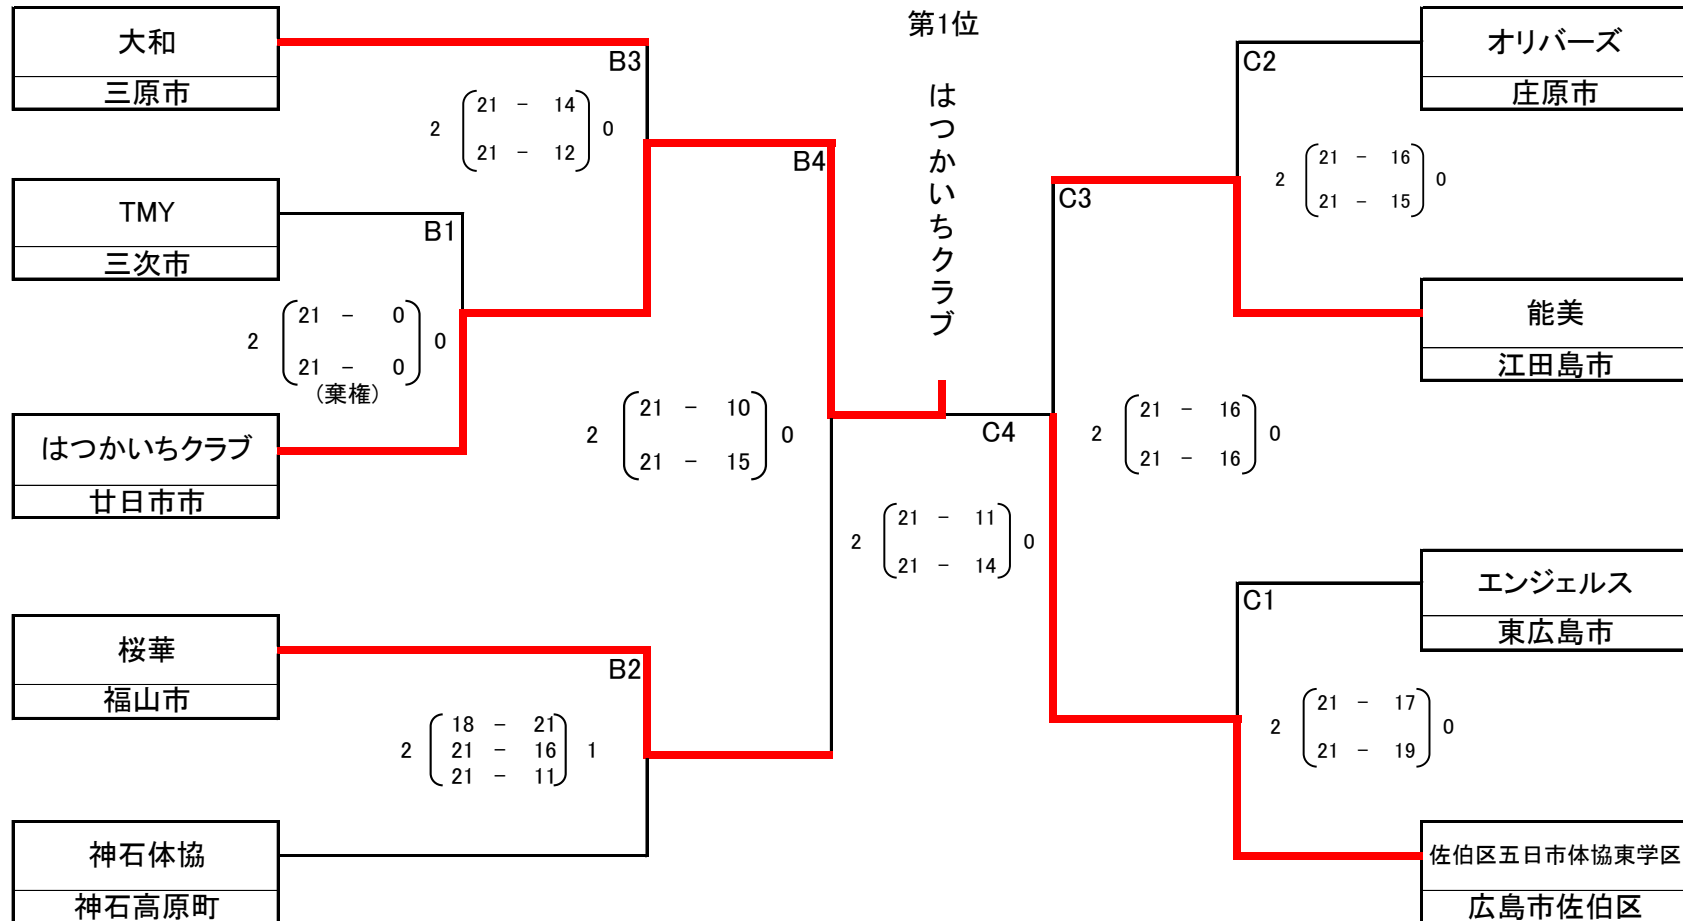 第1位
はつかいちクラブ
大和
三原市
B3
2 21 - 14 0
21 - 12
TMY
三次市
B1
2 21 - 0 0
21 - 0
(棄権)
はつかいちクラブ
廿日市市
B4
2 21 - 10 0
21 - 15
桜華
福山市
B2
18 - 21
2 21 - 16 1
21 - 11
神石体協
神石高原町
C4
2 21 - 11 0
21 - 14
オリバーズ
庄原市
C2
2 21 - 16 0
21 - 15
能美
江田島市
C3
2 21 - 16 0
21 - 16
エンジェルス
東広島市
C1
2 21 - 17 0
21 - 19
佐伯区五日市体協東学区
広島市佐伯区